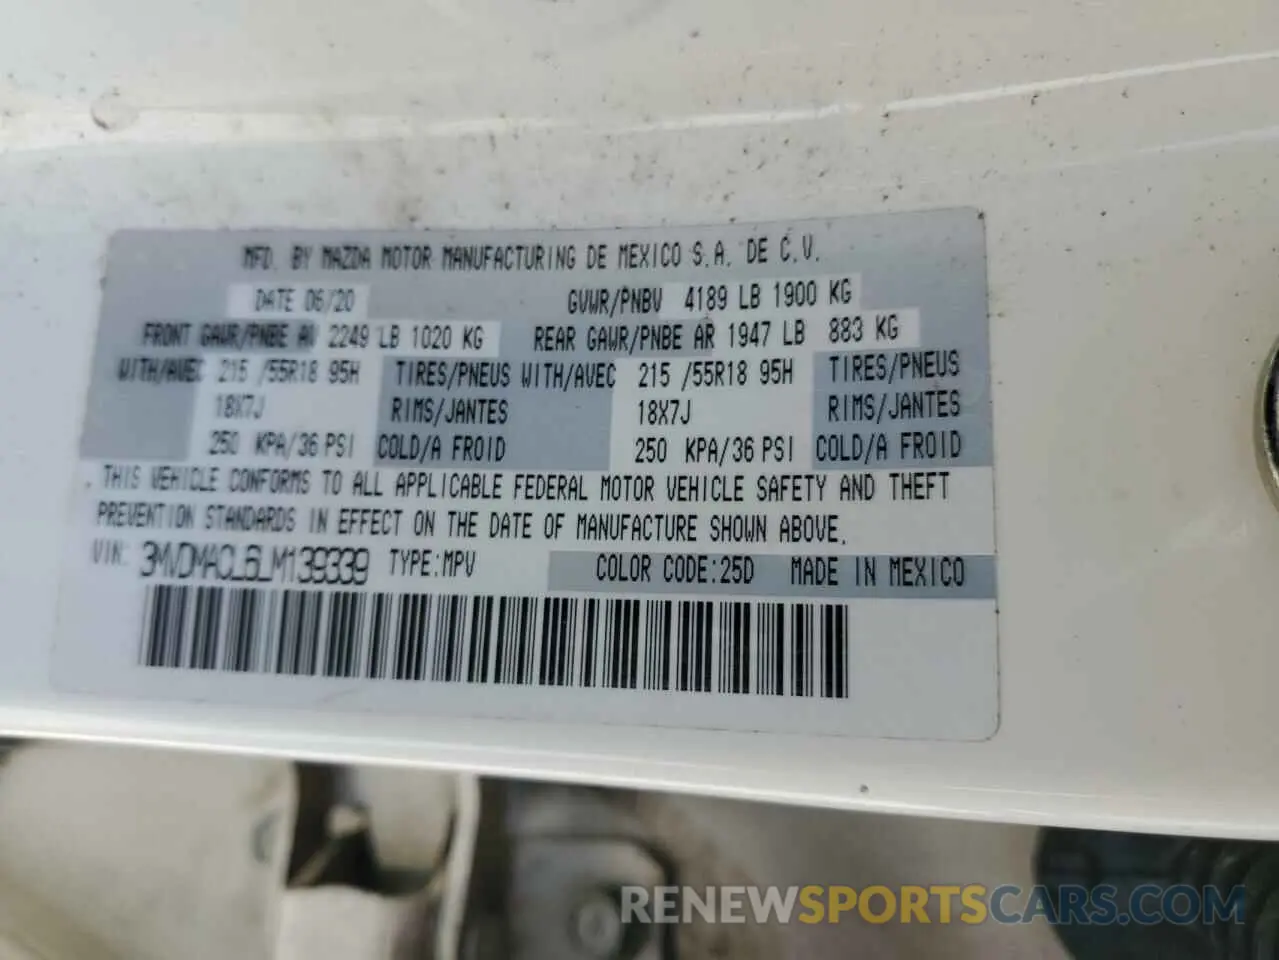 MFD. BY MAZDA MOTOR MANUFACTURING DE MEXICO S.A. DE C.V.
DATE 06/20 GVWR/PNBV 4189 LB 1900 KG
FRONT GAWR/PNBE AV 2249 LB 1020 KG REAR GAWR/PNBE AR 1947 LB 883 KG
WITH/AVEC 215 /55R18 95H TIRES/PNEUS WITH/AVEC 215 /55R18 95H TIRES/PNEUS
18X7J RIMS/JANTES 18X7J RIMS/JANTES
250 KPA/36 PSI COLD/A FROID 250 KPA/36 PSI COLD/A FROID
THIS VEHICLE CONFORMS TO ALL APPLICABLE FEDERAL MOTOR VEHICLE SAFETY AND THEFT
PREVENTION STANDARDS IN EFFECT ON THE DATE OF MANUFACTURE SHOWN ABOVE.
VIN: 3MVDMACL6LM139339 TYPE:MPV COLOR CODE:25D MADE IN MEXICO
RENEWSPORTSCARS.COM